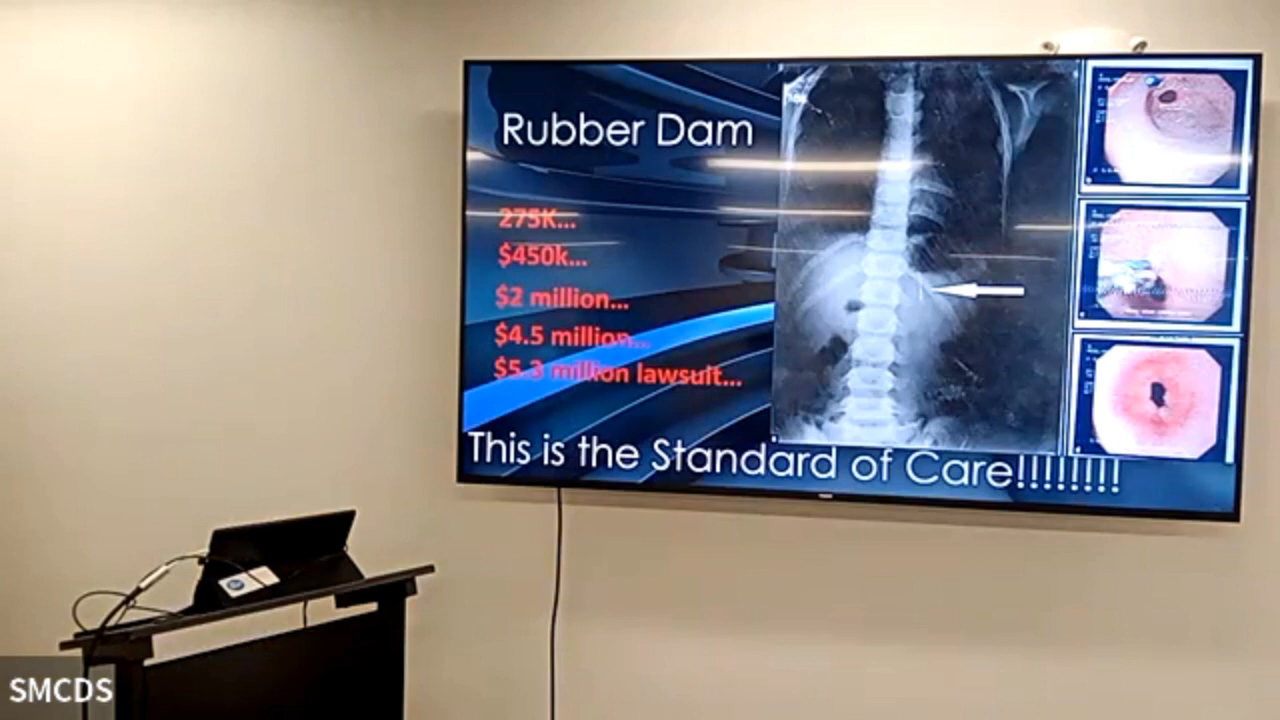 Rubber Dam
275K...
$450k...
$2 million...
$4.5 million...
$5.3 million lawsuit...
This is the Standard of Care!!!!!!!!
SMCDS